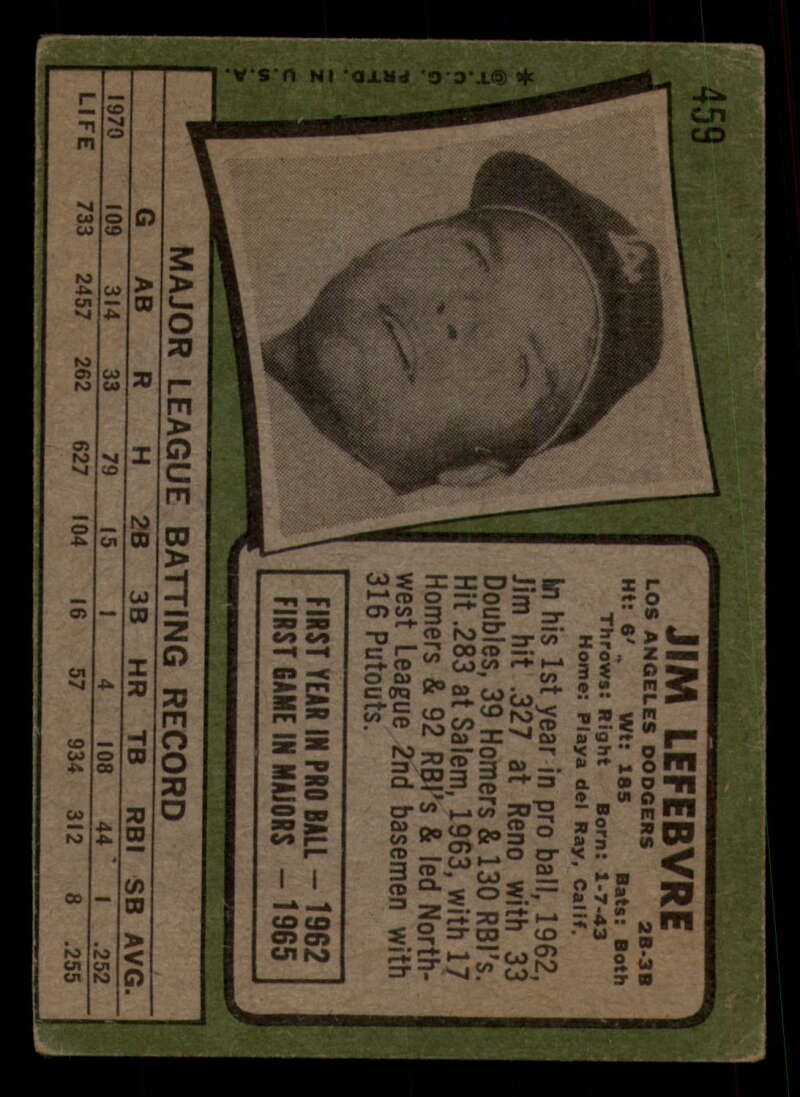 459
* ©T.C.G. PRTD. IN U.S.A.
LA
JIM LEFEBVRE
LOS ANGELES DODGERS 2B-3B
Ht: 6' Wt: 185 Bats: Both
Throws: Right Born: 1-7-43
Home: Playa del Ray, Calif.
In his 1st year in pro ball, 1962,
Jim hit .327 at Reno with 33
Doubles, 39 Homers & 130 RBI's.
Hit .283 at Salem, 1963, with 17
Homers & 92 RBI's & led North-
west League 2nd basemen with
316 Putouts.
FIRST YEAR IN PRO BALL — 1962
FIRST GAME IN MAJORS — 1965
MAJOR LEAGUE BATTING RECORD
G AB R H 2B 3B HR TB RBI SB AVG.
1970 109 314 33 79 15 1 4 108 44 1 .252
LIFE 733 2457 262 627 104 16 57 934 312 8 .255